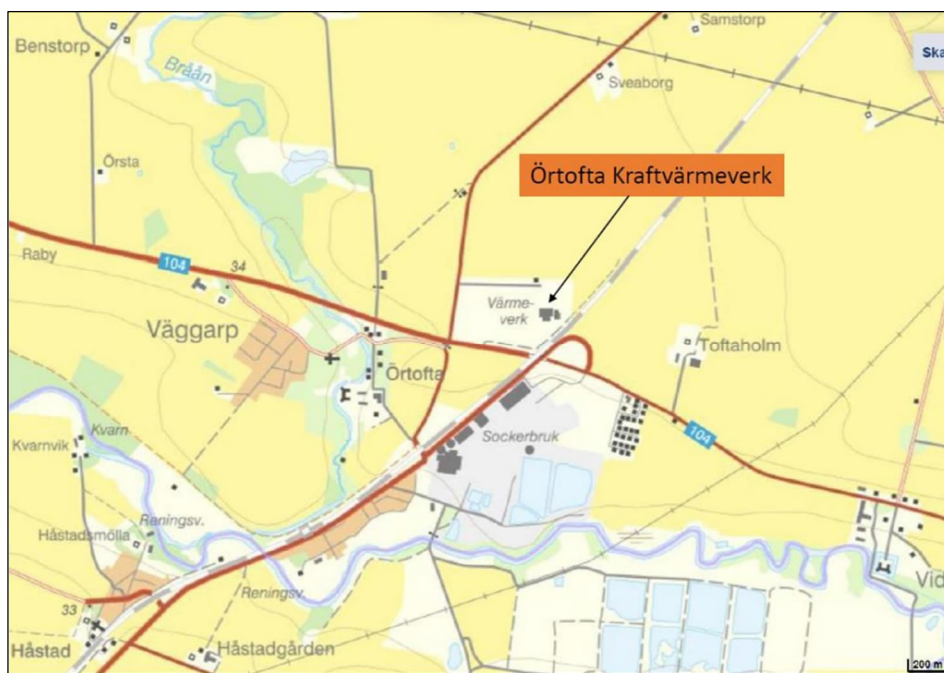 Samstorp
Benstorp
Ska
Bråån
Sveaborg
Örsta
Örtofta Kraftvärmeverk
Raby
104
34
Värme-
verk
Väggarp
Toftaholm
Örtofta
Kvarn
Kvarnvik
Sockerbruk
104
Reningsv.
Håstadsmölla
Vid
Reningsv.
33
Håstad
Håstadgården
200 m